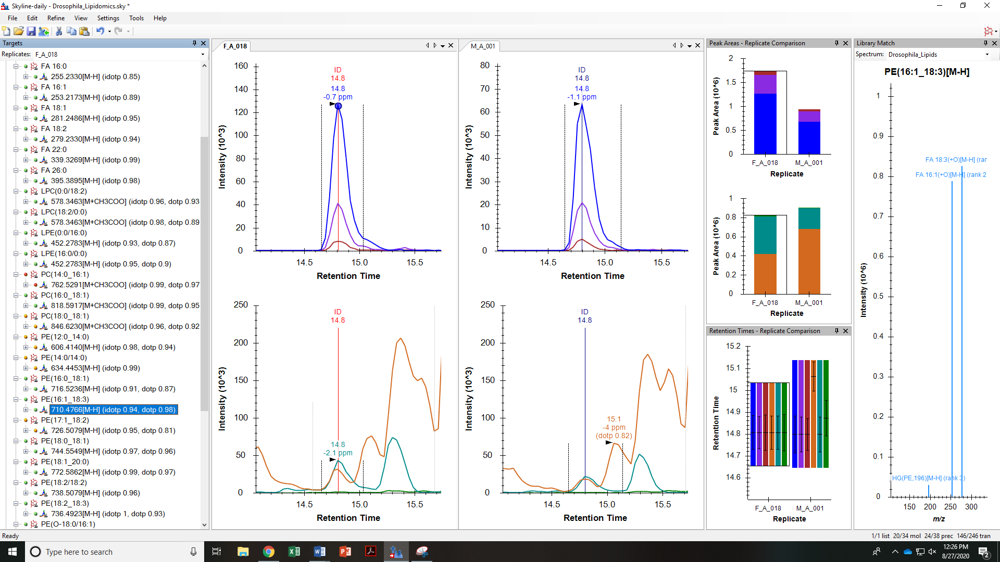 Skyline-daily - Drosophila_Lipidomics.sky *
File Edit Refine View Settings Tools Help
Targets
Replicates: F_A_018
FA 16:0
255.2330[M-H] (idotp 0.85)
FA 16:1
253.2173[M-H] (idotp 0.89)
FA 18:1
281.2486[M-H] (idotp 0.95)
FA 18:2
279.2330[M-H] (idotp 0.94)
FA 22:0
339.3269[M-H] (idotp 0.99)
FA 26:0
395.3895[M-H] (idotp 0.98)
LPC(0:0/18:2)
578.3463[M+CH3COO] (idotp 0.96, dotp 0.93
LPC(18:2/0:0)
578.3463[M+CH3COO] (idotp 0.98, dotp 0.89
LPE(0:0/16:0)
452.2783[M-H] (idotp 0.93, dotp 0.87)
LPE(16:0/0:0)
452.2783[M-H] (idotp 0.95, dotp 0.9)
PC(14:0_16:1)
762.5291[M+CH3COO] (idotp 0.99, dotp 0.97
PC(16:0_18:1)
818.5917[M+CH3COO] (idotp 0.99, dotp 0.95
PC(18:0_18:1)
846.6230[M+CH3COO] (idotp 0.96, dotp 0.92
PE(12:0_14:0)
606.4140[M-H] (idotp 0.98, dotp 0.94)
PE(14:0/14:0)
634.4453[M-H] (idotp 0.99)
PE(16:0_18:1)
716.5236[M-H] (idotp 0.91, dotp 0.87)
PE(16:1_18:3)
710.4766[M-H] (idotp 0.94, dotp 0.98)
PE(17:1_18:2)
726.5079[M-H] (idotp 0.95, dotp 0.81)
PE(18:0_18:1)
744.5549[M-H] (idotp 0.97, dotp 0.96)
PE(18:1_20:0)
772.5862[M-H] (idotp 0.99, dotp 0.97)
PE(18:2/18:2)
738.5079[M-H] (idotp 0.96)
PE(18:2_18:3)
736.4923[M-H] (idotp 1, dotp 0.93)
PE(O-18:0/16:1)
F_A_018
160
140
120
100
80
60
40
20
0
Intensity (10^3)
ID
14.8
14.8
-0.7 ppm
14.5 15.0 15.5
Retention Time
250
200
150
100
50
0
Intensity (10^3)
ID
14.8
14.8
-2.1 ppm
14.5 15.0 15.5
Retention Time
M_A_001
80
70
60
50
40
30
20
10
0
Intensity (10^3)
ID
14.8
14.8
-1.1 ppm
14.5 15.0 15.5
Retention Time
250
200
150
100
50
0
Intensity (10^3)
ID
14.8
15.1
-4 ppm
(dotp 0.82)
14.5 15.0 15.5
Retention Time
Peak Areas - Replicate Comparison
2
1.5
1
0.5
0
Peak Area (10^6)
F_A_018 M_A_001
Replicate
1
0.8
0.6
0.4
0.2
0
Peak Area (10^6)
F_A_018 M_A_001
Replicate
Retention Times - Replicate Comparison
15.2
15.1
15
14.9
14.8
14.7
14.6
Retention Time
F_A_018 M_A_001
Replicate
Library Match
Spectrum: Drosophila_Lipids
PE(16:1_18:3)[M-H]
1
0.9
0.8
0.7
0.6
0.5
0.4
0.3
0.2
0.1
0
Intensity (10^6)
FA 18:3(+O)[M-H] (ran
FA 16:1(+O)[M-H] (rank 2
HG(PE,196)[M-H] (rank 3)
150 200 250 300
m/z
Ready
1/1 list 20/34 mol 24/38 prec 146/246 tran
Type here to search
12:26 PM
8/27/2020
2